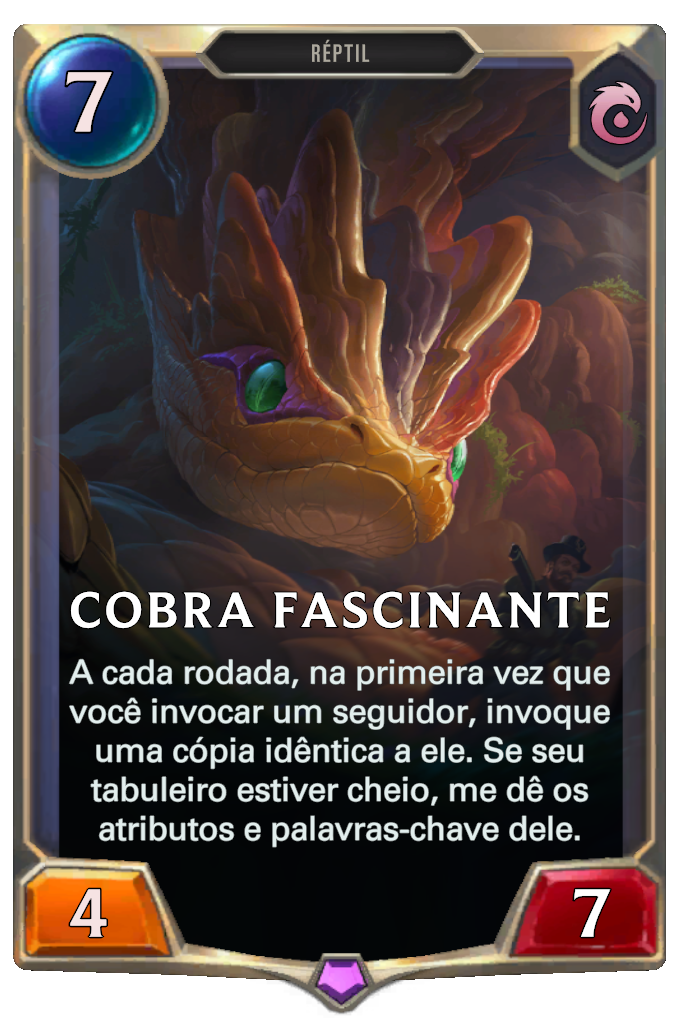 7
RÉPTIL
COBRA FASCINANTE
A cada rodada, na primeira vez que
você invocar um seguidor, invoque
uma cópia idêntica a ele. Se seu
tabuleiro estiver cheio, me dê os
atributos e palavras-chave dele.
4
7